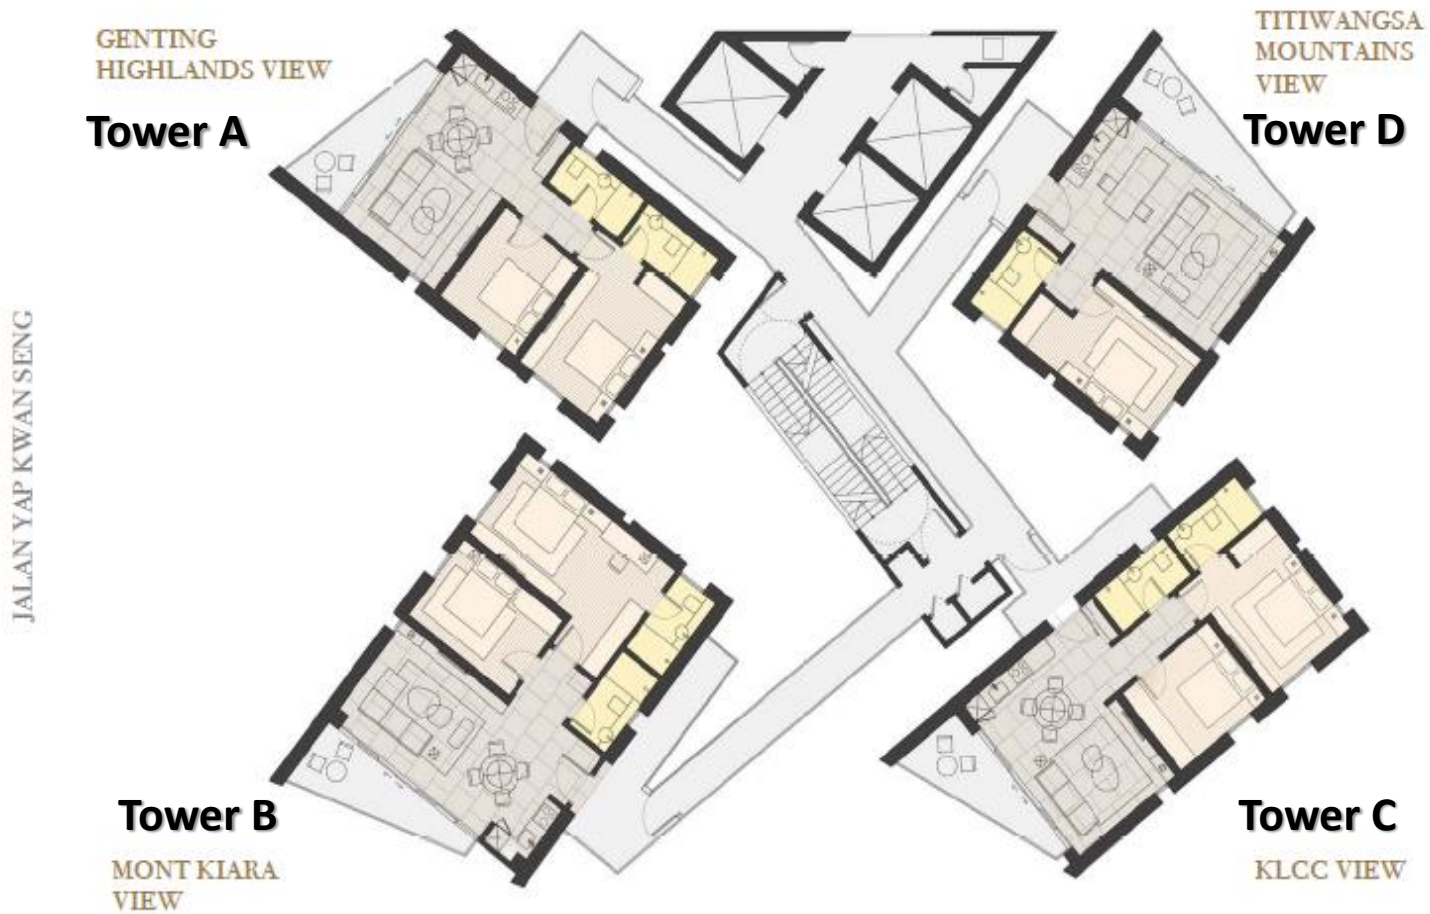 GENTING
HIGHLANDS VIEW
Tower A
TITIWANGSA
MOUNTAINS
VIEW
Tower D
JALAN YAP KWAN SENG
Tower B
MONT KIARA
VIEW
Tower C
KLCC VIEW